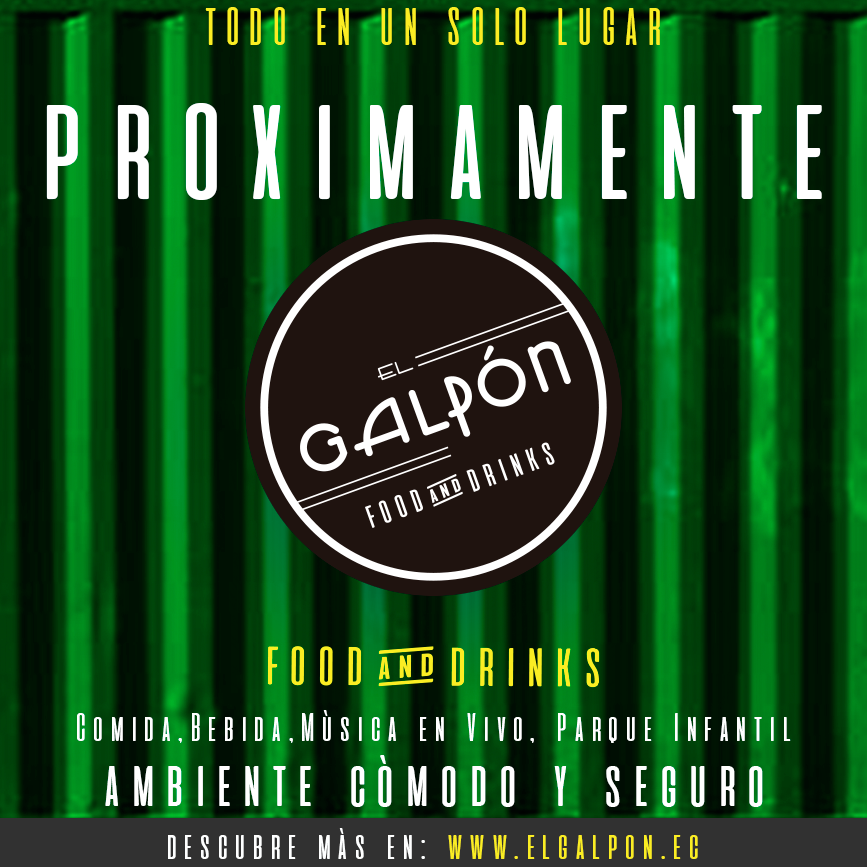 TODO EN UN SOLO LUGAR
PROXIMAMENTE
EL
GALPÓN
FOOD AND DRINKS
FOOD AND DRINKS
COMIDA,BEBIDA,MÙSICA EN VIVO, PARQUE INFANTIL
AMBIENTE CÒMODO Y SEGURO
DESCUBRE MÀS EN: WWW.ELGALPON.EC